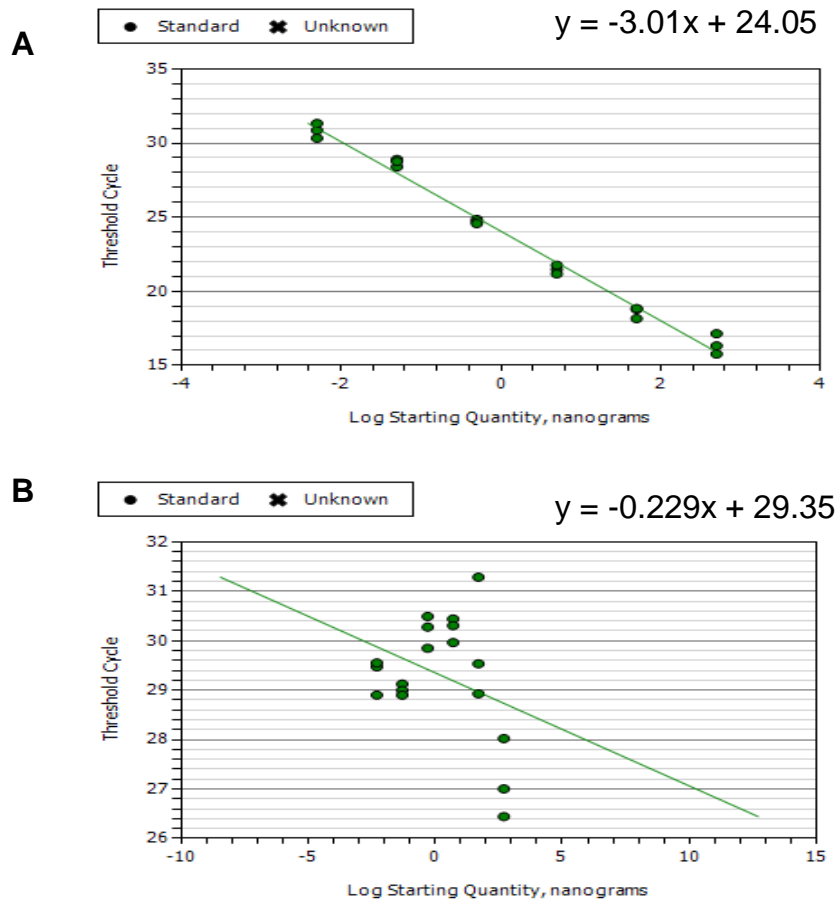 A
● Standard ✖ Unknown
y = -3.01x + 24.05
35
30
25
20
15
Threshold Cycle
-4 -2 0 2 4
Log Starting Quantity, nanograms
B
● Standard ✖ Unknown
y = -0.229x + 29.35
32
31
30
29
28
27
26
Threshold Cycle
-10 -5 0 5 10 15
Log Starting Quantity, nanograms